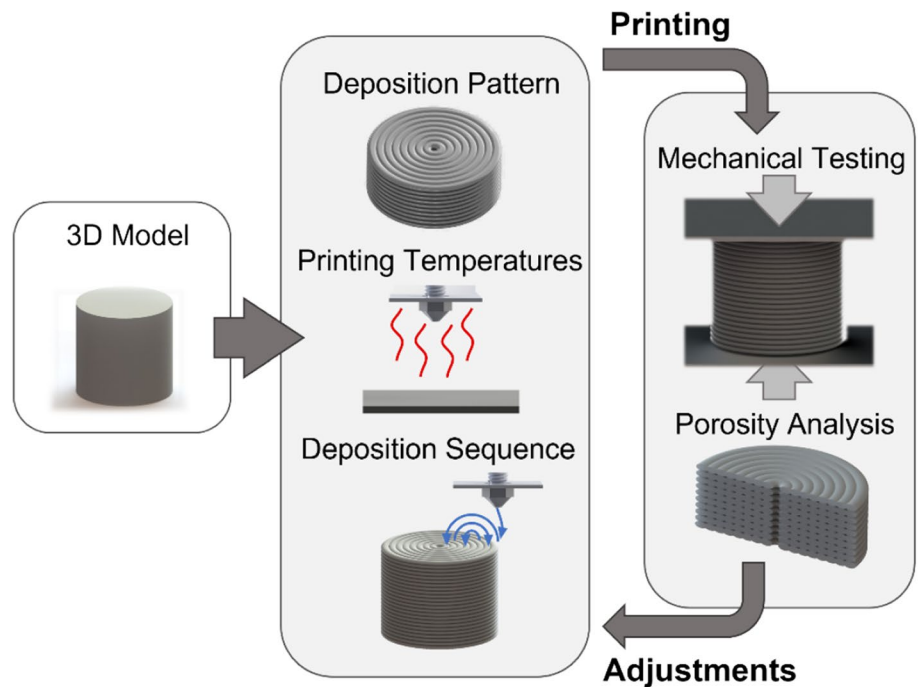 3D Model
Deposition Pattern
Printing Temperatures
Deposition Sequence
Printing
Mechanical Testing
Porosity Analysis
Adjustments